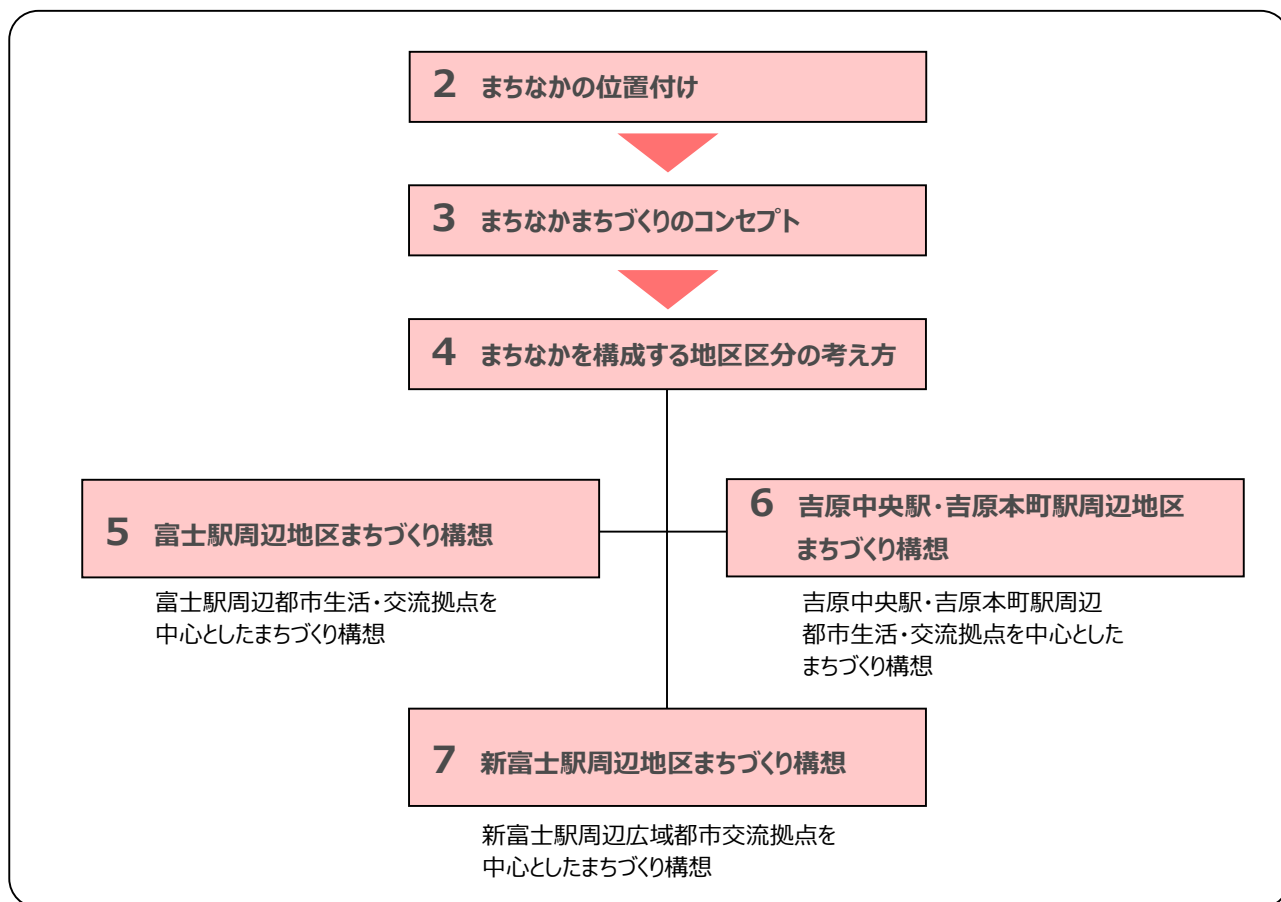 2 まちなかの位置付け
3 まちなかまちづくりのコンセプト
4 まちなかを構成する地区区分の考え方
5 富士駅周辺地区まちづくり構想
富士駅周辺都市生活・交流拠点を
中心としたまちづくり構想
6 吉原中央駅・吉原本町駅周辺地区
まちづくり構想
吉原中央駅・吉原本町駅周辺
都市生活・交流拠点を中心とした
まちづくり構想
7 新富士駅周辺地区まちづくり構想
新富士駅周辺広域都市交流拠点を
中心としたまちづくり構想